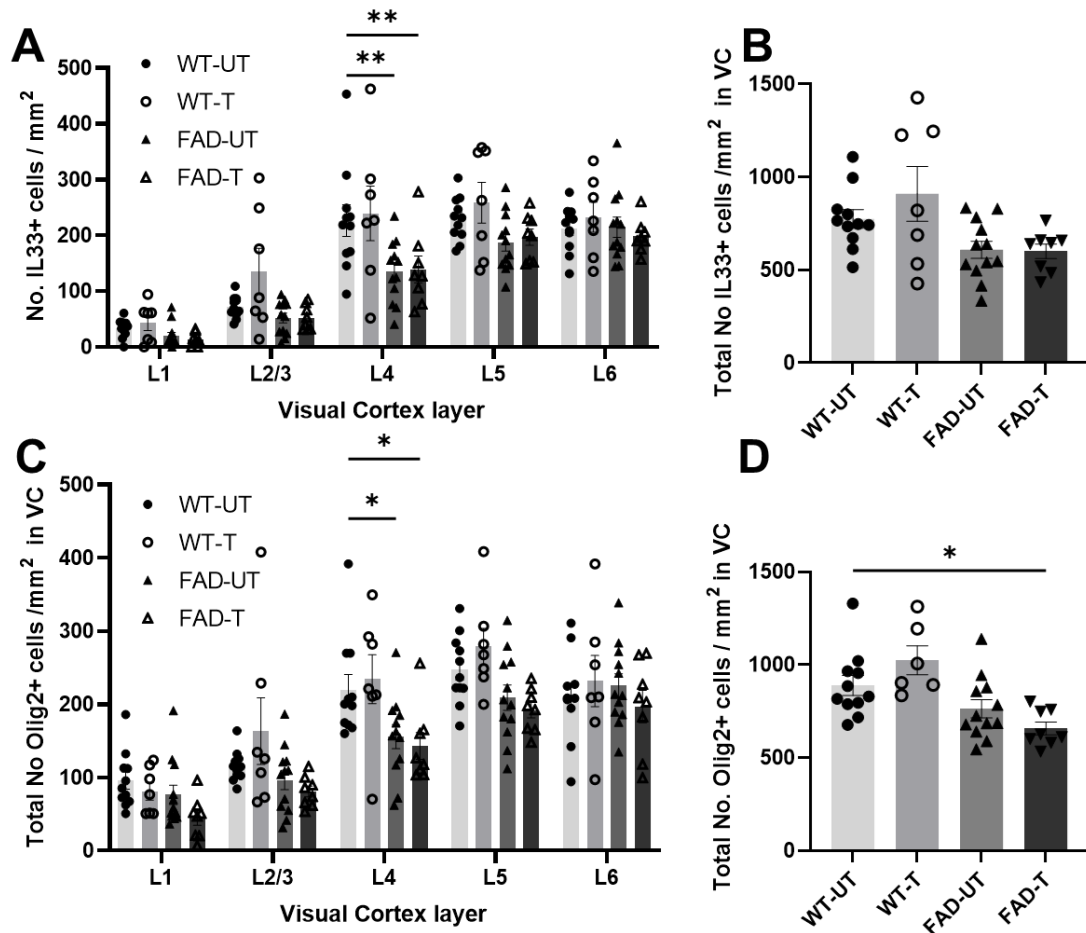 A
No. IL33+ cells / mm²
500
400
300
200
100
0
WT-UT
WT-T
FAD-UT
FAD-T
**
**
L1 L2/3 L4 L5 L6
Visual Cortex layer
B
Total No IL33+ cells /mm² in VC
1500
1000
500
0
WT-UT WT-T FAD-UT FAD-T
C
Total No Olig2+ cells /mm² in VC
500
400
300
200
100
0
WT-UT
WT-T
FAD-UT
FAD-T
*
*
L1 L2/3 L4 L5 L6
Visual Cortex layer
D
Total No. Olig2+ cells / mm² in VC
1500
1000
500
0
*
WT-UT WT-T FAD-UT FAD-T